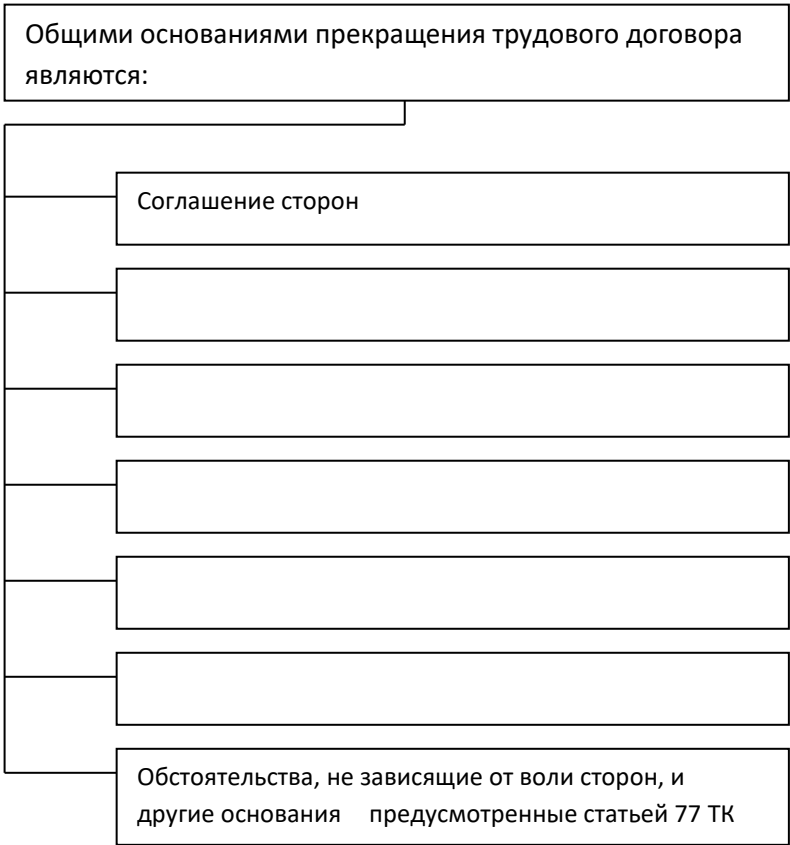 Общими основаниями прекращения трудового договора
являются:
Соглашение сторон
Обстоятельства, не зависящие от воли сторон, и
другие основания предусмотренные статьей 77 ТК